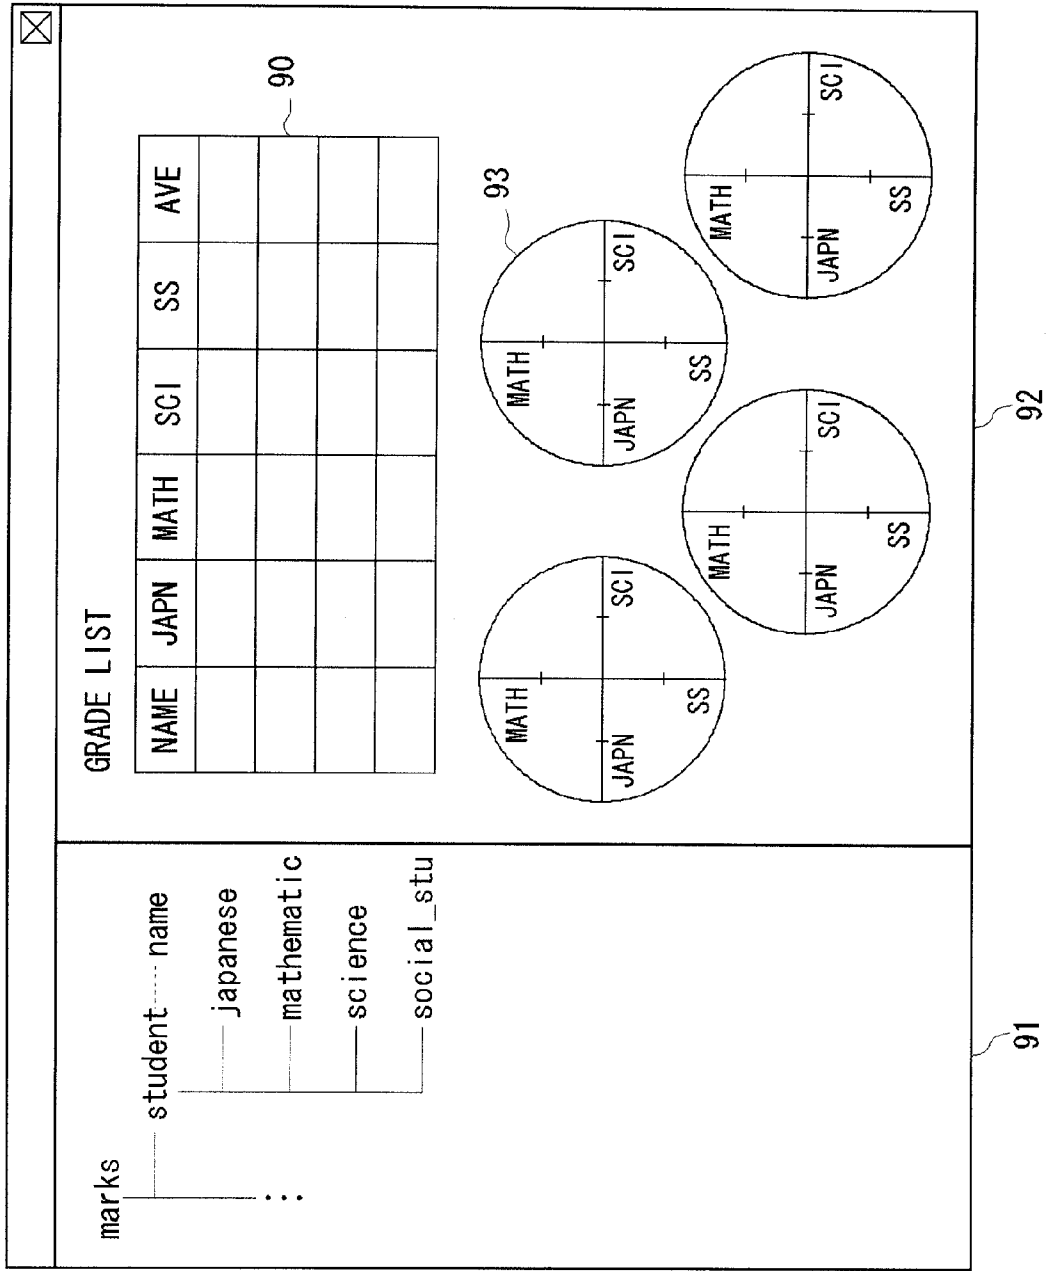 marks
student
name
japanese
mathematic
science
social_stu
GRADE LIST
NAME JAPN MATH SCI SS AVE
90
MATH
JAPN SCI
SS
93
MATH
JAPN SCI
SS
MATH
JAPN SCI
SS
MATH
JAPN SCI
SS
91
92